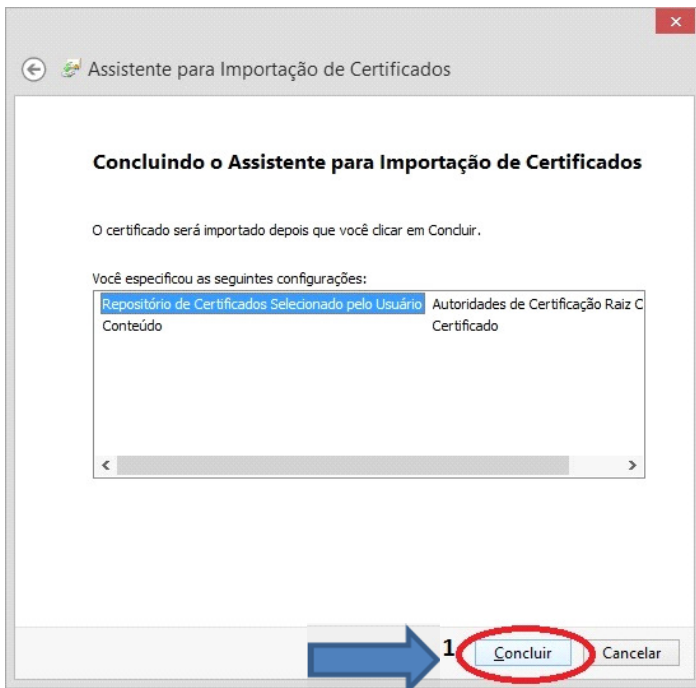 Assistente para Importação de Certificados
Concluindo o Assistente para Importação de Certificados
O certificado será importado depois que você clicar em Concluir.
Você especificou as seguintes configurações:
Repositório de Certificados Selecionado pelo Usuário Autoridades de Certificação Raiz C
Conteúdo Certificado
1 Concluir Cancelar